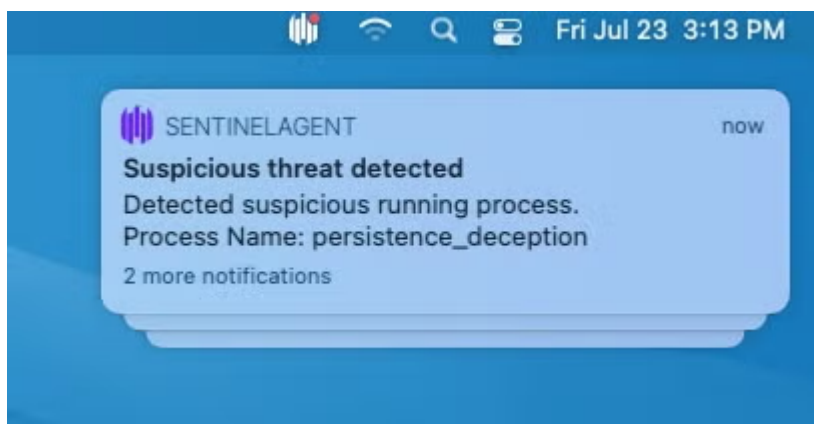 Fri Jul 23 3:13 PM
SENTINELAGENT now
Suspicious threat detected
Detected suspicious running process.
Process Name: persistence_deception
2 more notifications